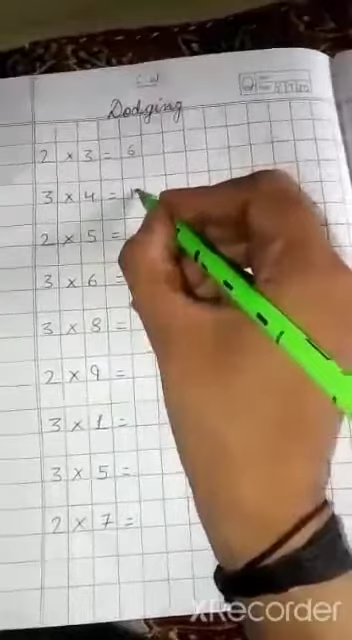 C.W
Dodging
2 × 3 = 6
3 × 4 = 1
2 × 5 =
3 × 6 =
3 × 8 =
2 × 9 =
3 × 1 =
3 × 5 =
2 × 7 =
XRecorder